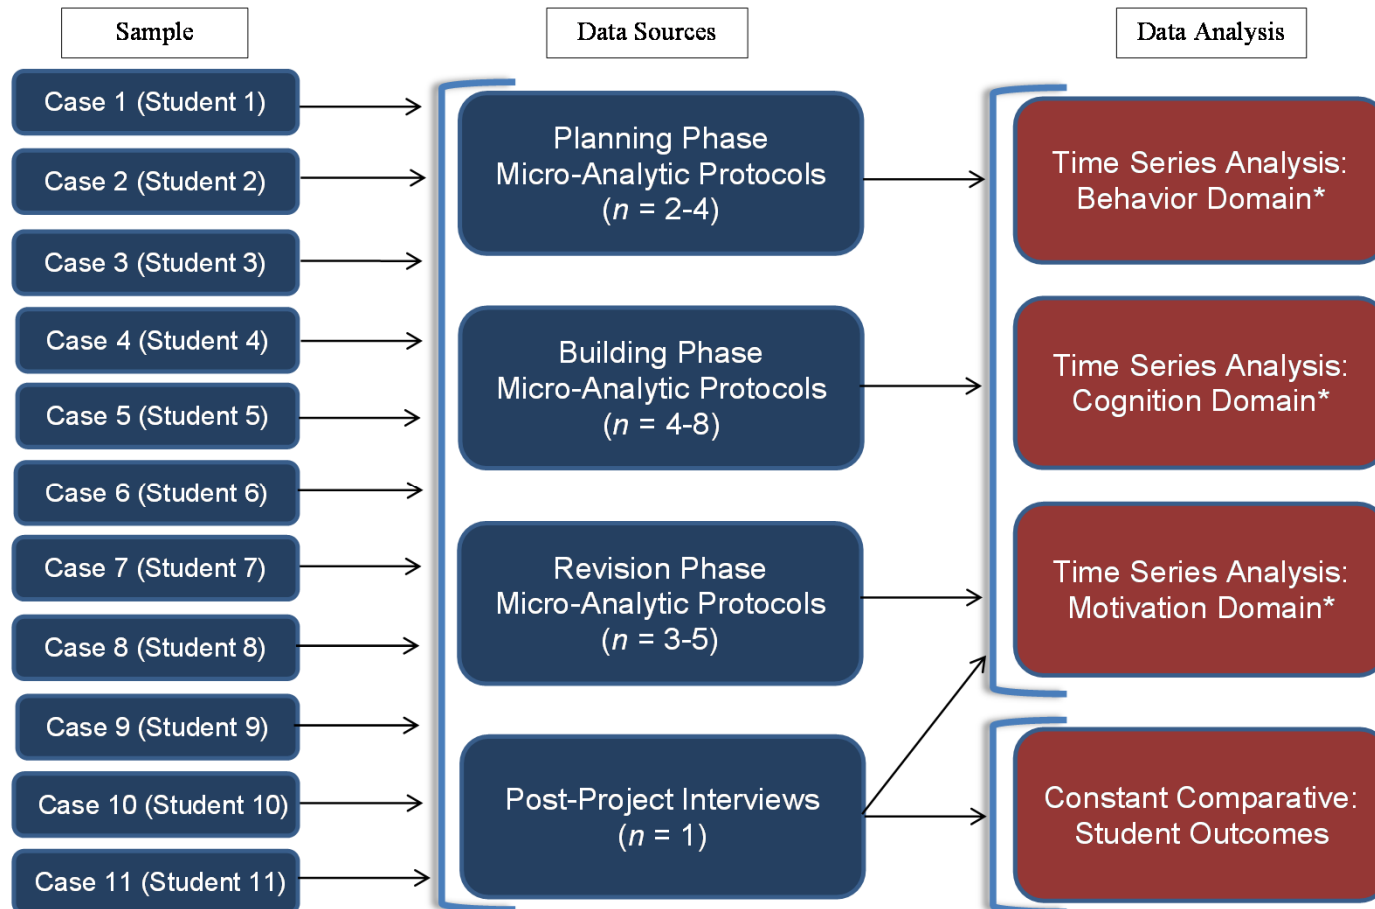 Sample
Data Sources
Data Analysis
Case 1 (Student 1)
Case 2 (Student 2)
Case 3 (Student 3)
Case 4 (Student 4)
Case 5 (Student 5)
Case 6 (Student 6)
Case 7 (Student 7)
Case 8 (Student 8)
Case 9 (Student 9)
Case 10 (Student 10)
Case 11 (Student 11)
Planning Phase
Micro-Analytic Protocols
(n = 2-4)
Building Phase
Micro-Analytic Protocols
(n = 4-8)
Revision Phase
Micro-Analytic Protocols
(n = 3-5)
Post-Project Interviews
(n = 1)
Time Series Analysis:
Behavior Domain*
Time Series Analysis:
Cognition Domain*
Time Series Analysis:
Motivation Domain*
Constant Comparative:
Student Outcomes